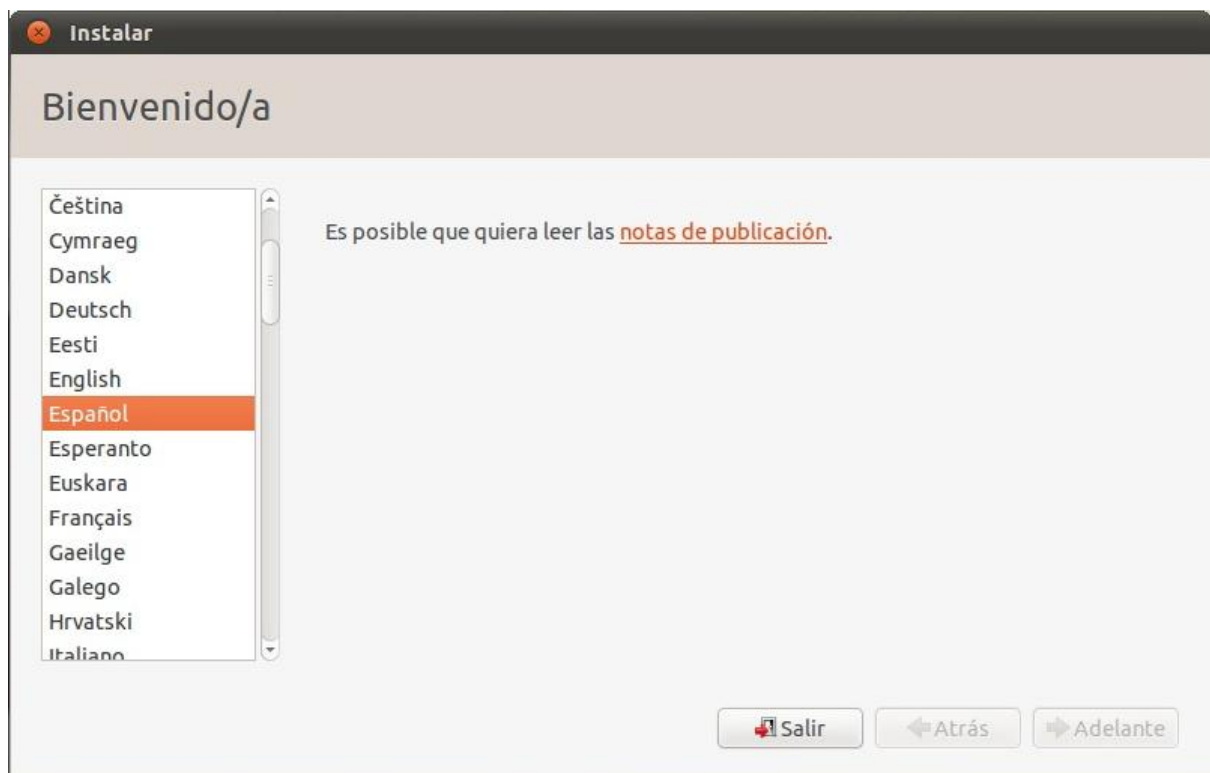 Instalar
Bienvenido/a
Čeština
Cymraeg
Dansk
Deutsch
Eesti
English
Español
Esperanto
Euskara
Français
Gaeilge
Galego
Hrvatski
Italiano
Es posible que quiera leer las notas de publicación.
Salir
Atrás
Adelante